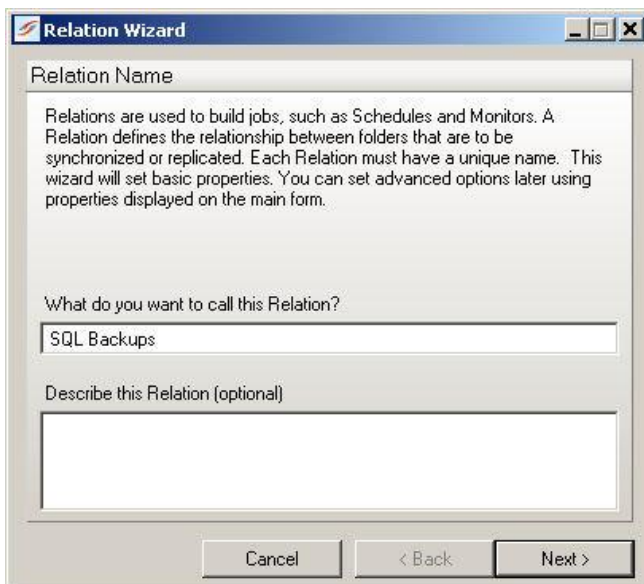 Relation Wizard
Relation Name
Relations are used to build jobs, such as Schedules and Monitors. A
Relation defines the relationship between folders that are to be
synchronized or replicated. Each Relation must have a unique name.  This
wizard will set basic properties. You can set advanced options later using
properties displayed on the main form.
What do you want to call this Relation?
SQL Backups
Describe this Relation (optional)
Cancel
< Back
Next >